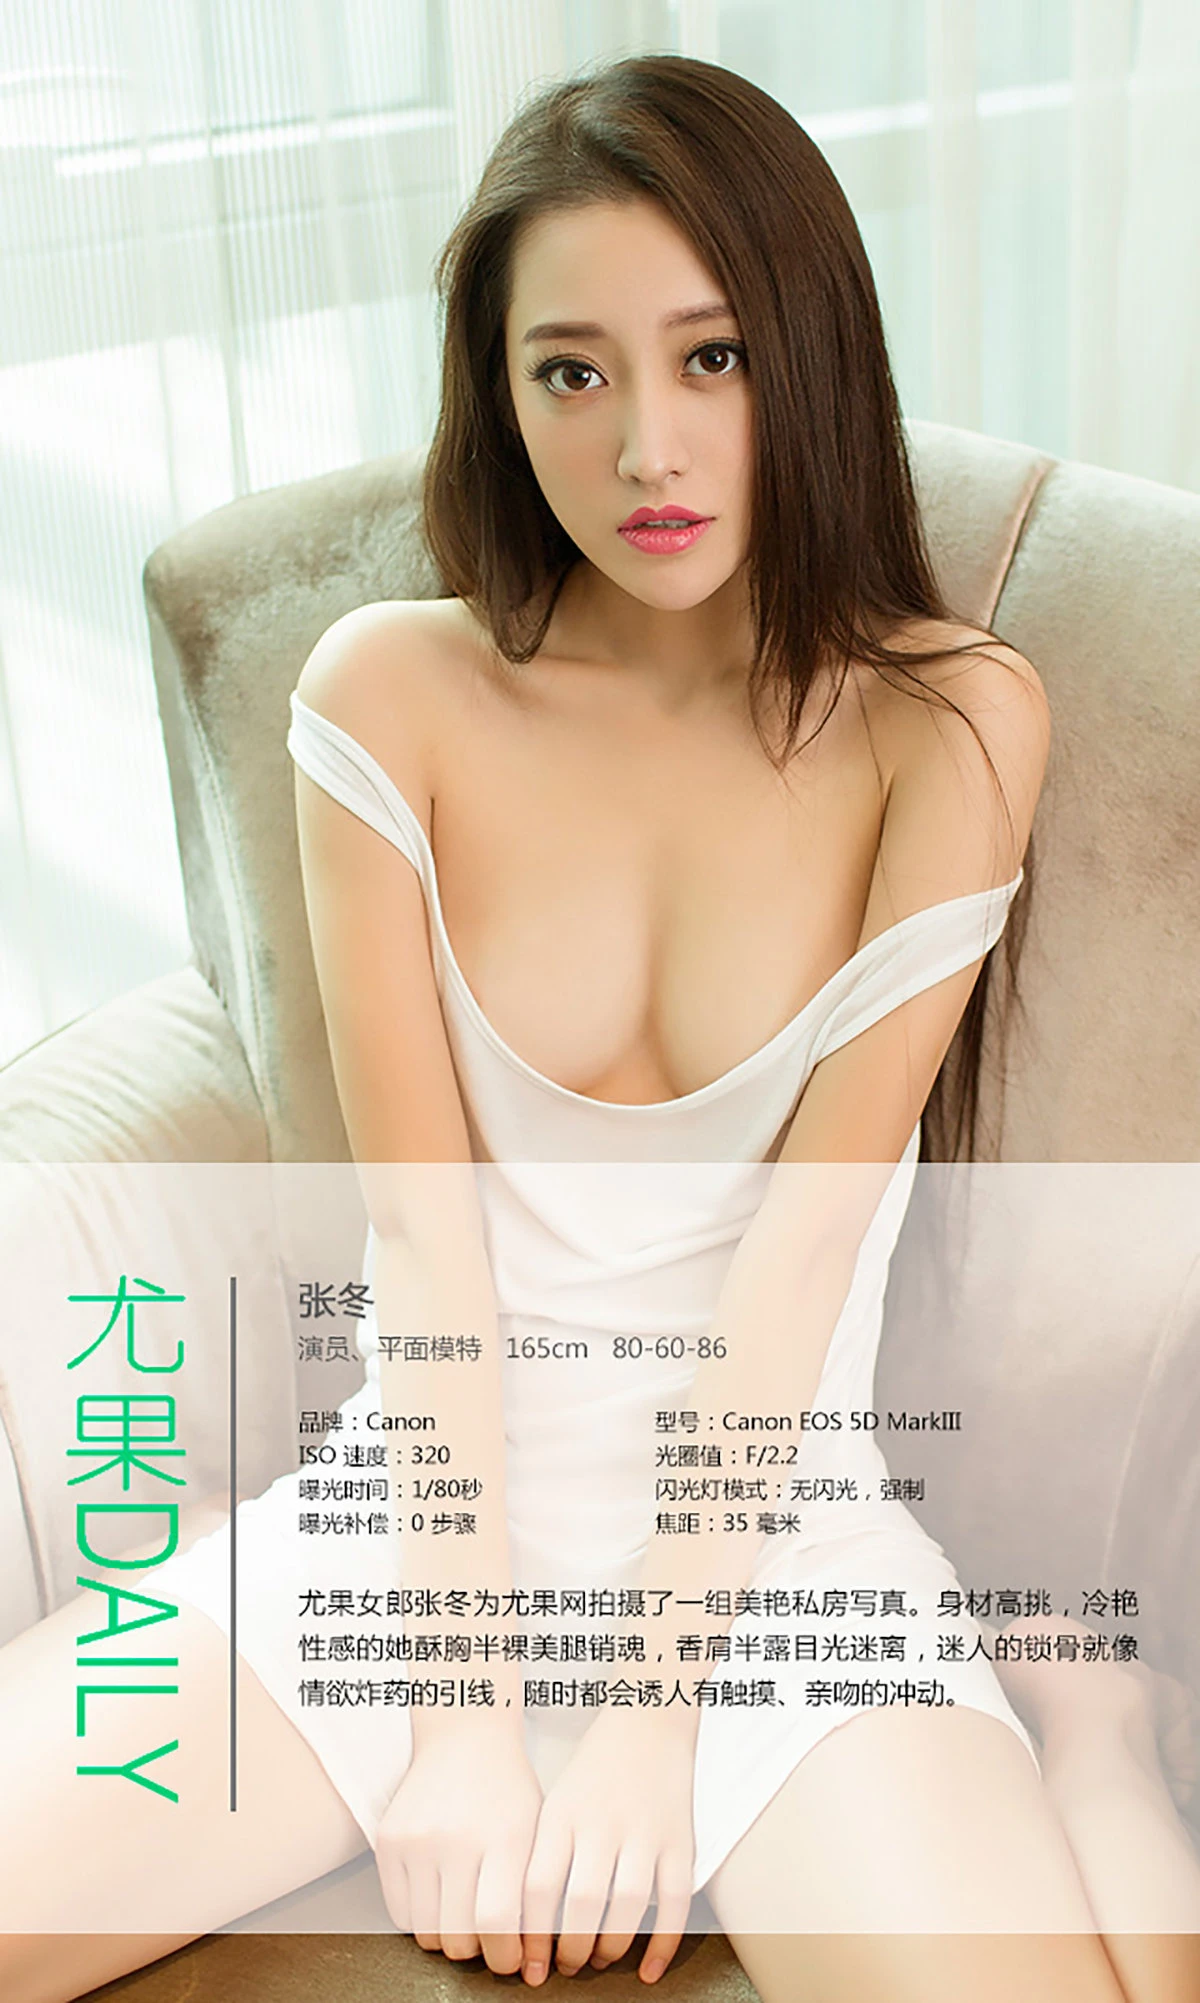 尤果DAILY
张冬
演员、平面模特 165cm 80-60-86
品牌：Canon 型号：Canon EOS 5D MarkIII
ISO 速度：320 光圈值：F/2.2
曝光时间：1/80秒 闪光灯模式：无闪光，强制
曝光补偿：0 步骤 焦距：35 毫米
尤果女郎张冬为尤果网拍摄了一组美艳私房写真。身材高挑，冷艳
性感的她酥胸半裸美腿销魂，香肩半露目光迷离，迷人的锁骨就像
情欲炸药的引线，随时都会诱人有触摸、亲吻的冲动。